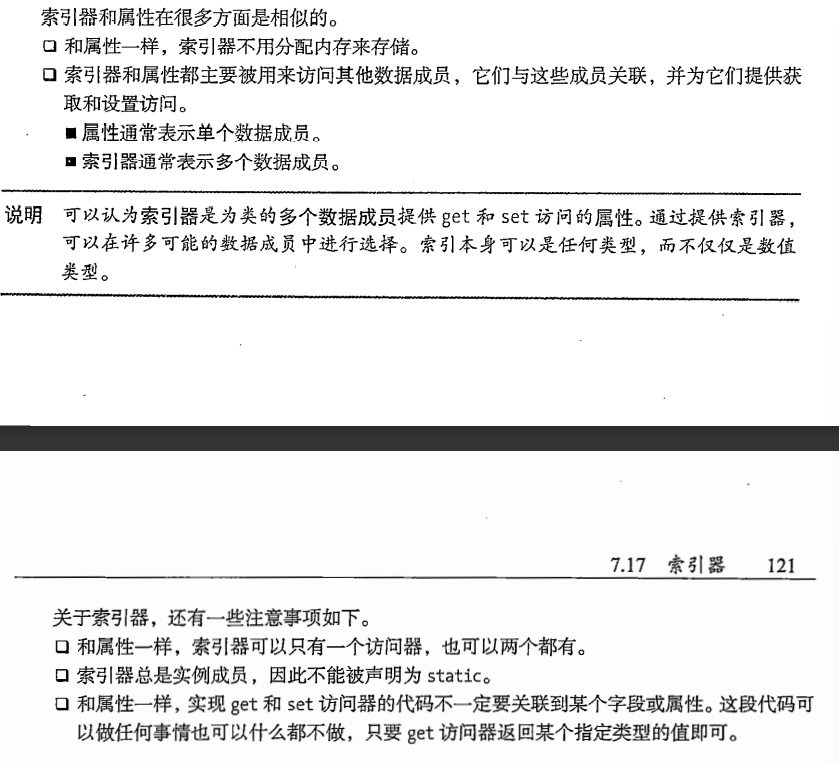 索引器和属性在很多方面是相似的。
❑ 和属性一样，索引器不用分配内存来存储。
❑ 索引器和属性都主要被用来访问其他数据成员，它们与这些成员关联，并为它们提供获
取和设置访问。
■ 属性通常表示单个数据成员。
■ 索引器通常表示多个数据成员。
说明 可以认为索引器是为类的多个数据成员提供 get 和 set 访问的属性。通过提供索引器，
可以在许多可能的数据成员中进行选择。索引本身可以是任何类型，而不仅仅是数值
类型。
7.17 索引器 121
关于索引器，还有一些注意事项如下。
❑ 和属性一样，索引器可以只有一个访问器，也可以两个都有。
❑ 索引器总是实例成员，因此不能被声明为 static。
❑ 和属性一样，实现 get 和 set 访问器的代码不一定要关联到某个字段或属性。这段代码可
以做任何事情也可以什么都不做，只要 get 访问器返回某个指定类型的值即可。